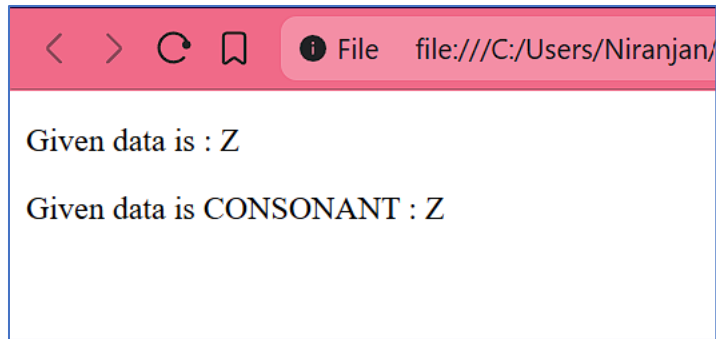 File file:///C:/Users/Niranjan/
Given data is : Z
Given data is CONSONANT : Z